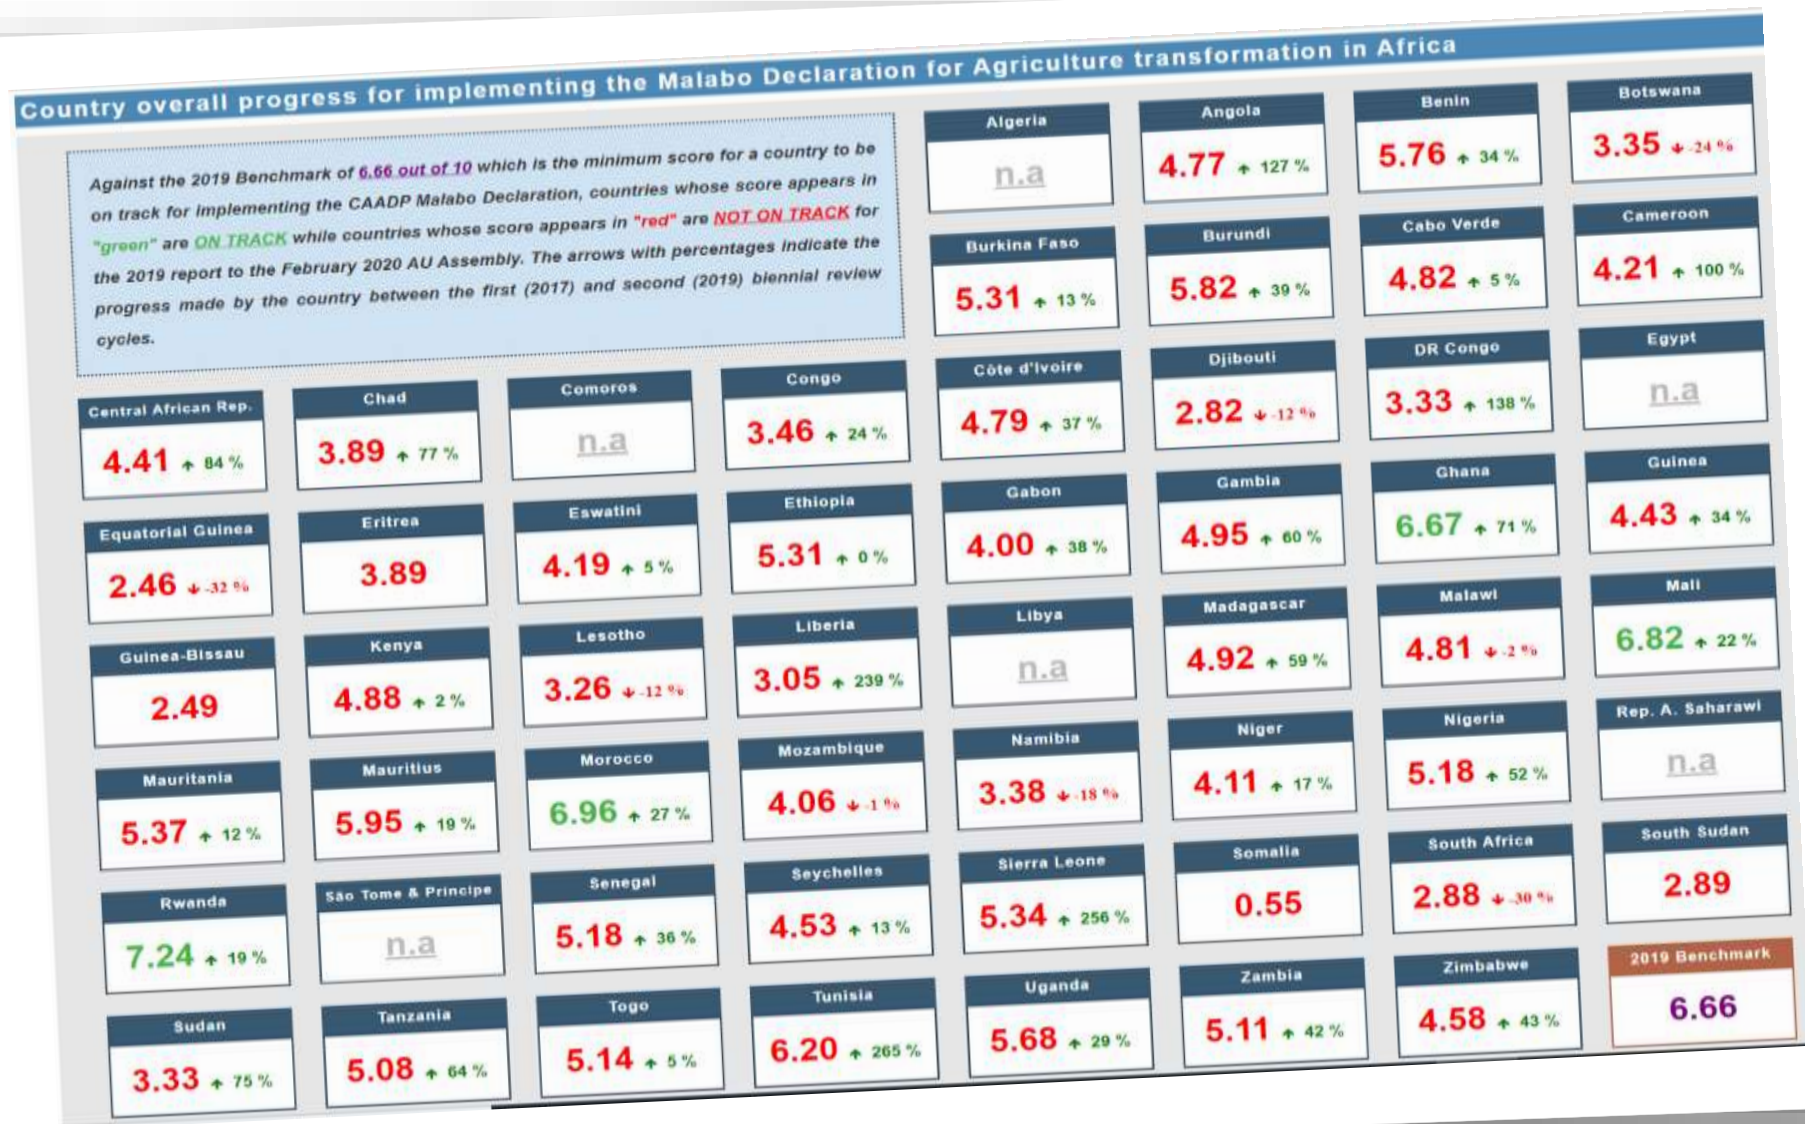 Country overall progress for implementing the Malabo Declaration for Agriculture transformation in Africa
Against the 2019 Benchmark of 6.66 out of 10 which is the minimum score for a country to be
on track for implementing the CAADP Malabo Declaration, countries whose score appears in
"green" are ON TRACK while countries whose score appears in "red" are NOT ON TRACK for
the 2019 report to the February 2020 AU Assembly. The arrows with percentages indicate the
progress made by the country between the first (2017) and second (2019) biennial review
cycles.
Algeria
n.a
Angola
4.77 ↑ 127 %
Benin
5.76 ↑ 34 %
Botswana
3.35 ↓ -24 %
Burkina Faso
5.31 ↑ 13 %
Burundi
5.82 ↑ 39 %
Cabo Verde
4.82 ↑ 5 %
Cameroon
4.21 ↑ 100 %
Central African Rep.
4.41 ↑ 84 %
Chad
3.89 ↑ 77 %
Comoros
n.a
Congo
3.46 ↑ 24 %
Côte d'Ivoire
4.79 ↑ 37 %
Djibouti
2.82 ↓ -12 %
DR Congo
3.33 ↑ 138 %
Egypt
n.a
Equatorial Guinea
2.46 ↓ -32 %
Eritrea
3.89
Eswatini
4.19 ↑ 5 %
Ethiopia
5.31 ↑ 0 %
Gabon
4.00 ↑ 38 %
Gambia
4.95 ↑ 60 %
Ghana
6.67 ↑ 71 %
Guinea
4.43 ↑ 34 %
Guinea-Bissau
2.49
Kenya
4.88 ↑ 2 %
Lesotho
3.26 ↓ -12 %
Liberia
3.05 ↑ 239 %
Libya
n.a
Madagascar
4.92 ↑ 59 %
Malawi
4.81 ↓ -2 %
Mali
6.82 ↑ 22 %
Mauritania
5.37 ↑ 12 %
Mauritius
5.95 ↑ 19 %
Morocco
6.96 ↑ 27 %
Mozambique
4.06 ↓ -1 %
Namibia
3.38 ↓ -18 %
Niger
4.11 ↑ 17 %
Nigeria
5.18 ↑ 52 %
Rep. A. Saharawi
n.a
Rwanda
7.24 ↑ 19 %
São Tome & Principe
n.a
Senegal
5.18 ↑ 36 %
Seychelles
4.53 ↑ 13 %
Sierra Leone
5.34 ↑ 256 %
Somalia
0.55
South Africa
2.88 ↓ -30 %
South Sudan
2.89
Sudan
3.33 ↑ 75 %
Tanzania
5.08 ↑ 64 %
Togo
5.14 ↑ 5 %
Tunisia
6.20 ↑ 265 %
Uganda
5.68 ↑ 29 %
Zambia
5.11 ↑ 42 %
Zimbabwe
4.58 ↑ 43 %
2019 Benchmark
6.66